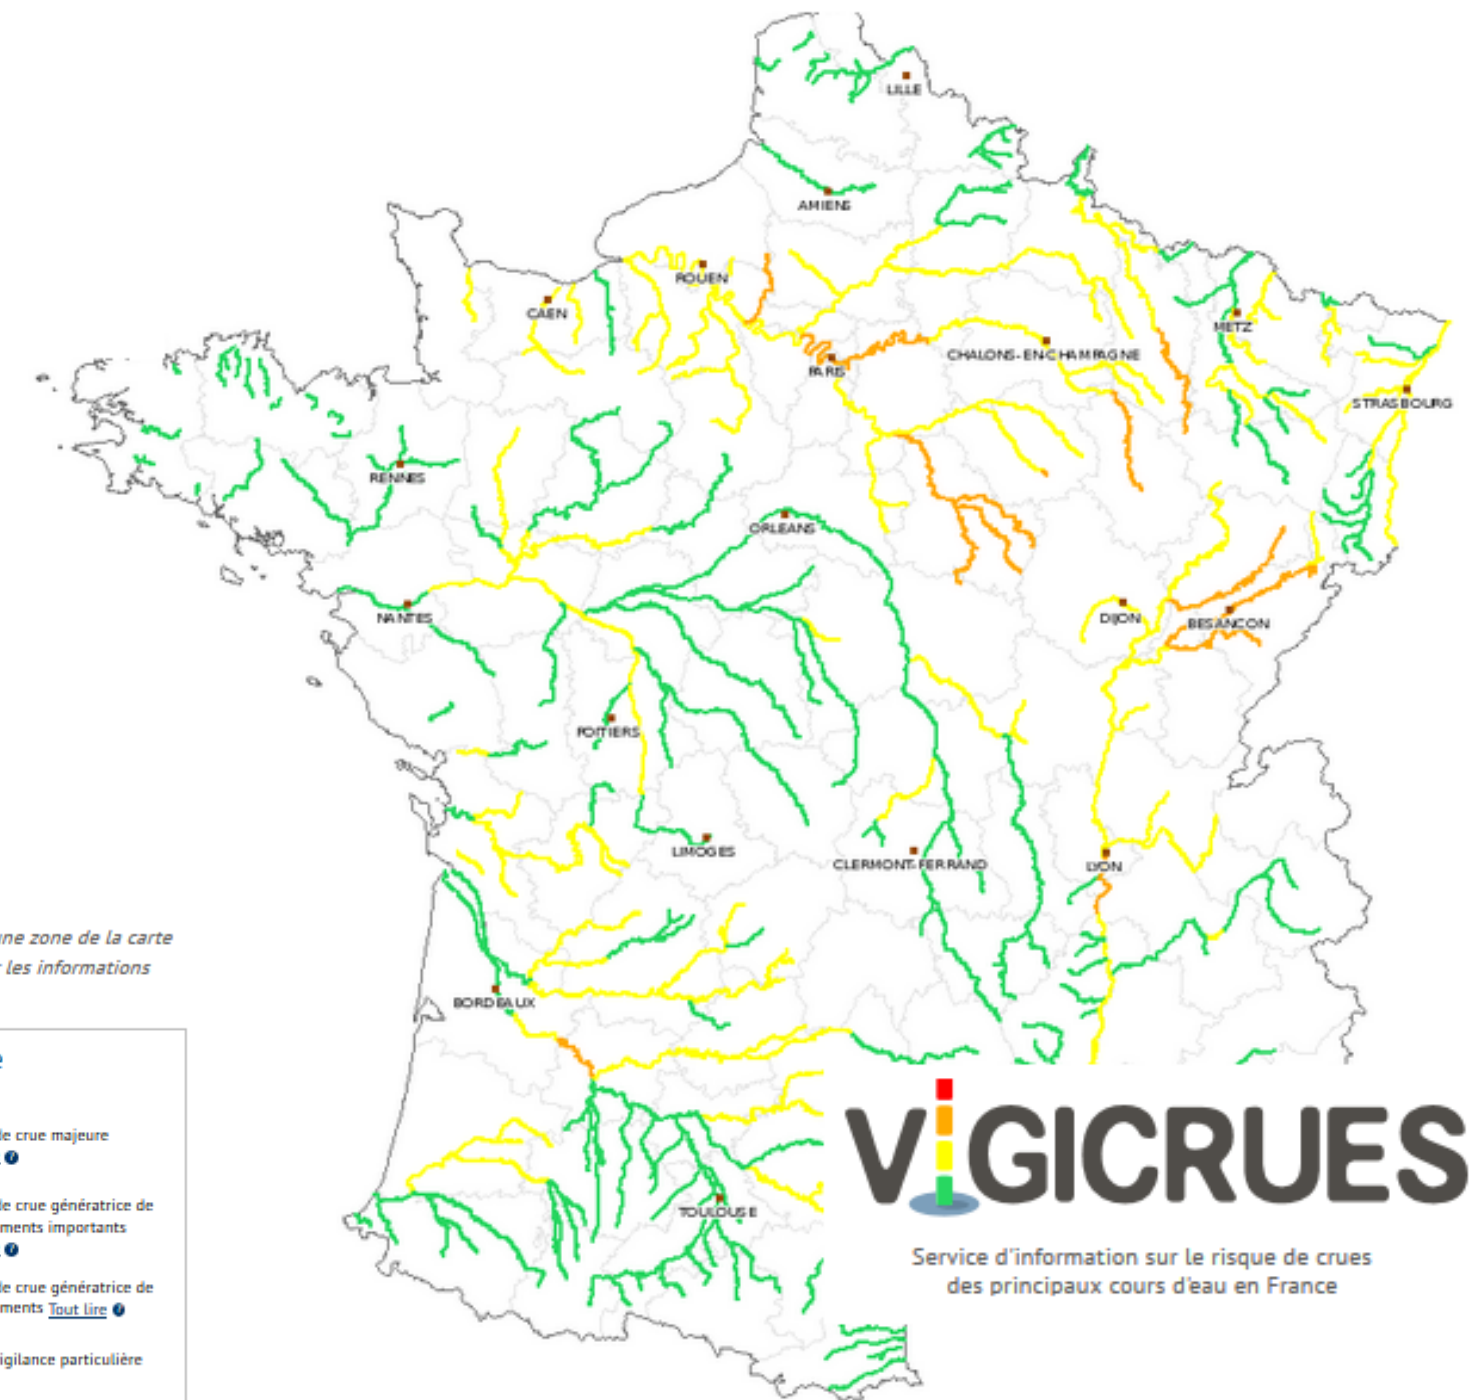 LILLE
AMIENS
ROUEN
CAEN
METZ
CHALONS-EN-CHAMPAGNE
PARIS
STRASBOURG
RENNES
ORLEANS
NANTES
DIJON
BESANCON
POITIERS
LIMOGES
CLERMONT-FERRAND
LYON
une zone de la carte
les informations
BORDEAUX
de crue majeure
de crue génératrice de
ments importants
TOULOUSE
de crue génératrice de
ments Tout lire
igilance particulière
VIGICRUES
Service d'information sur le risque de crues
des principaux cours d'eau en France